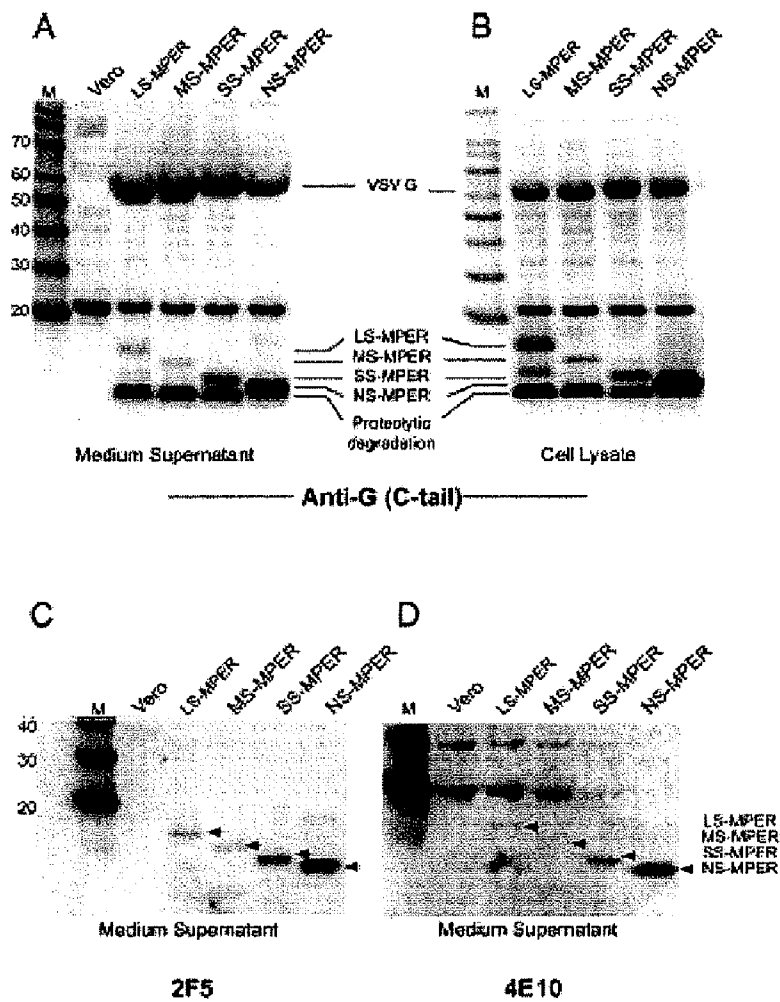 A
M
Vero
LS-MPER
MS-MPER
SS-MPER
NS-MPER
70
60
50
40
30
20
Medium Supernatant
VSV G
LS-MPER
MS-MPER
SS-MPER
NS-MPER
Proteolytic
degradation
B
M
LS-MPER
MS-MPER
SS-MPER
NS-MPER
Cell Lysate
Anti-G (C-tail)
C
M
Vero
LS-MPER
MS-MPER
SS-MPER
NS-MPER
40
30
20
Medium Supernatant
2F5
D
M
Vero
LS-MPER
MS-MPER
SS-MPER
NS-MPER
LS-MPER
MS-MPER
SS-MPER
NS-MPER
Medium Supernatant
4E10